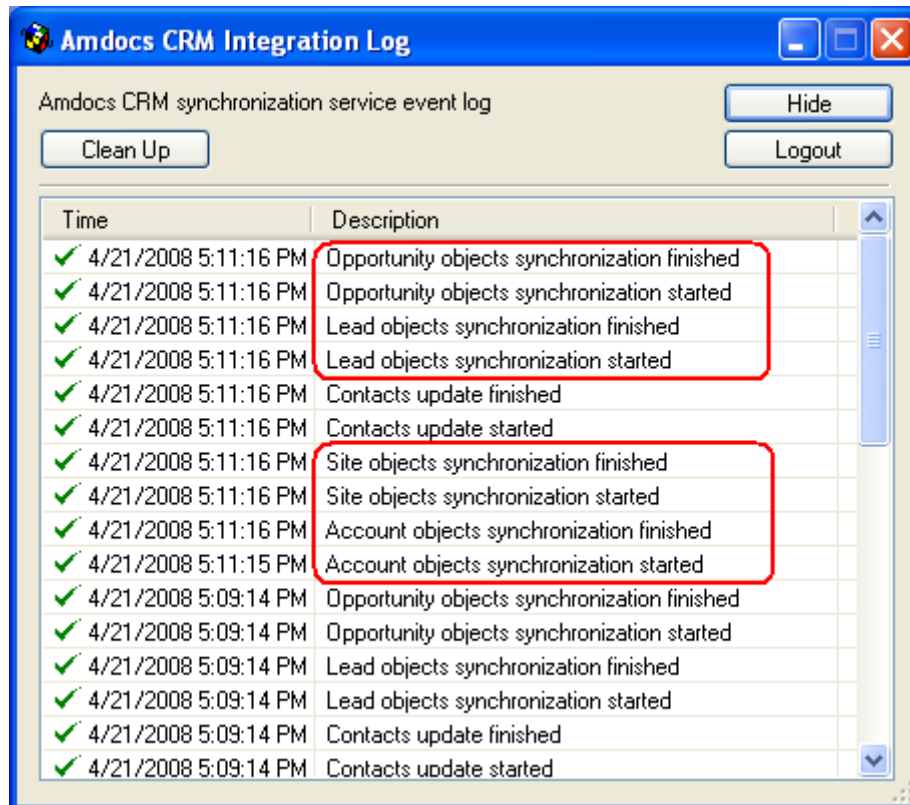 Amdocs CRM Integration Log
Amdocs CRM synchronization service event log
Hide
Clean Up
Logout
Time Description
4/21/2008 5:11:16 PM Opportunity objects synchronization finished
4/21/2008 5:11:16 PM Opportunity objects synchronization started
4/21/2008 5:11:16 PM Lead objects synchronization finished
4/21/2008 5:11:16 PM Lead objects synchronization started
4/21/2008 5:11:16 PM Contacts update finished
4/21/2008 5:11:16 PM Contacts update started
4/21/2008 5:11:16 PM Site objects synchronization finished
4/21/2008 5:11:16 PM Site objects synchronization started
4/21/2008 5:11:16 PM Account objects synchronization finished
4/21/2008 5:11:15 PM Account objects synchronization started
4/21/2008 5:09:14 PM Opportunity objects synchronization finished
4/21/2008 5:09:14 PM Opportunity objects synchronization started
4/21/2008 5:09:14 PM Lead objects synchronization finished
4/21/2008 5:09:14 PM Lead objects synchronization started
4/21/2008 5:09:14 PM Contacts update finished
4/21/2008 5:09:14 PM Contacts update started